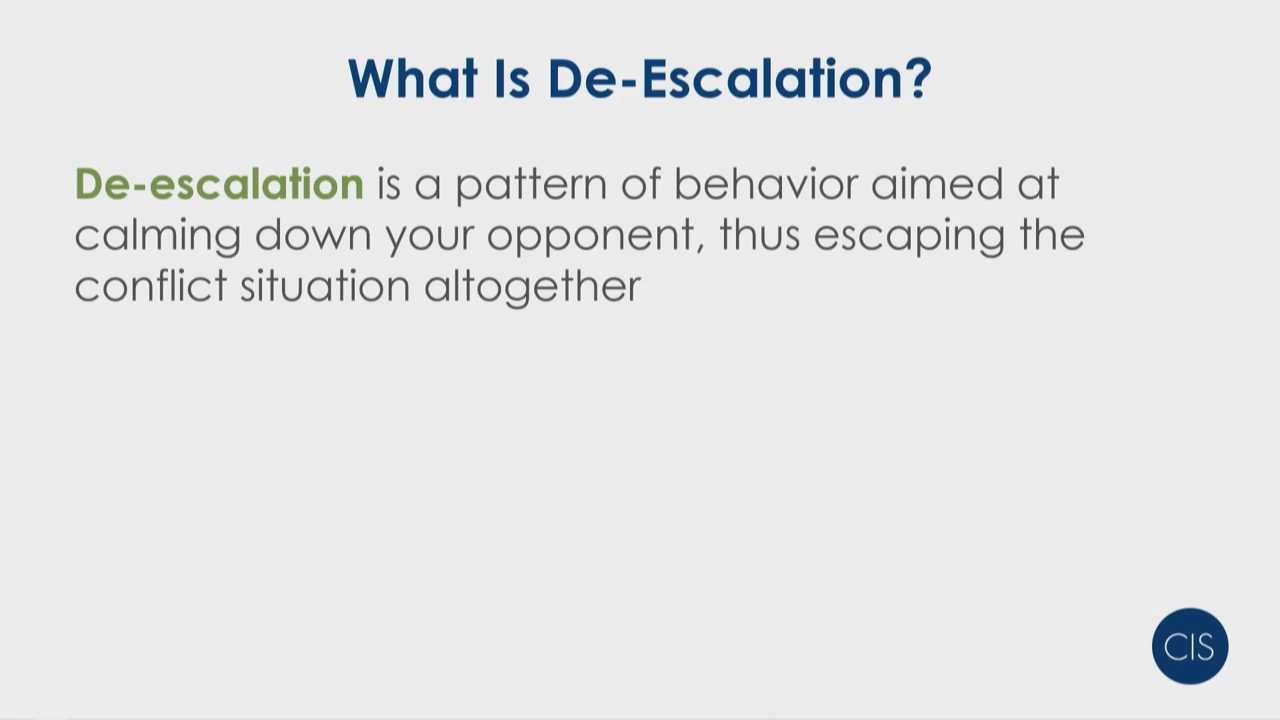 What Is De-Escalation?
De-escalation is a pattern of behavior aimed at
calming down your opponent, thus escaping the
conflict situation altogether
CIS